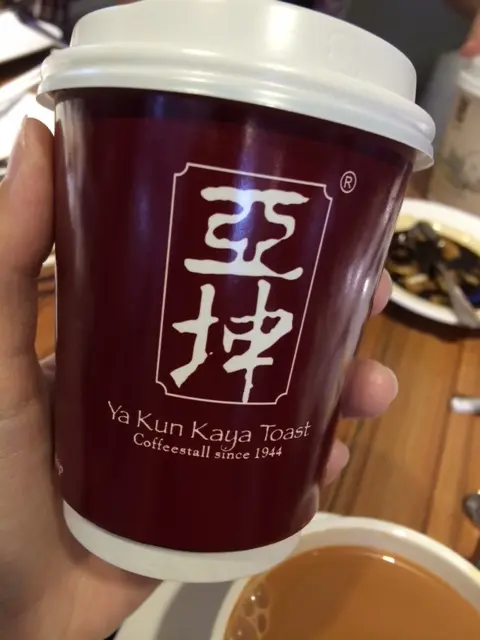 亞
坤
®
Ya Kun Kaya Toast
Coffeestall since 1944